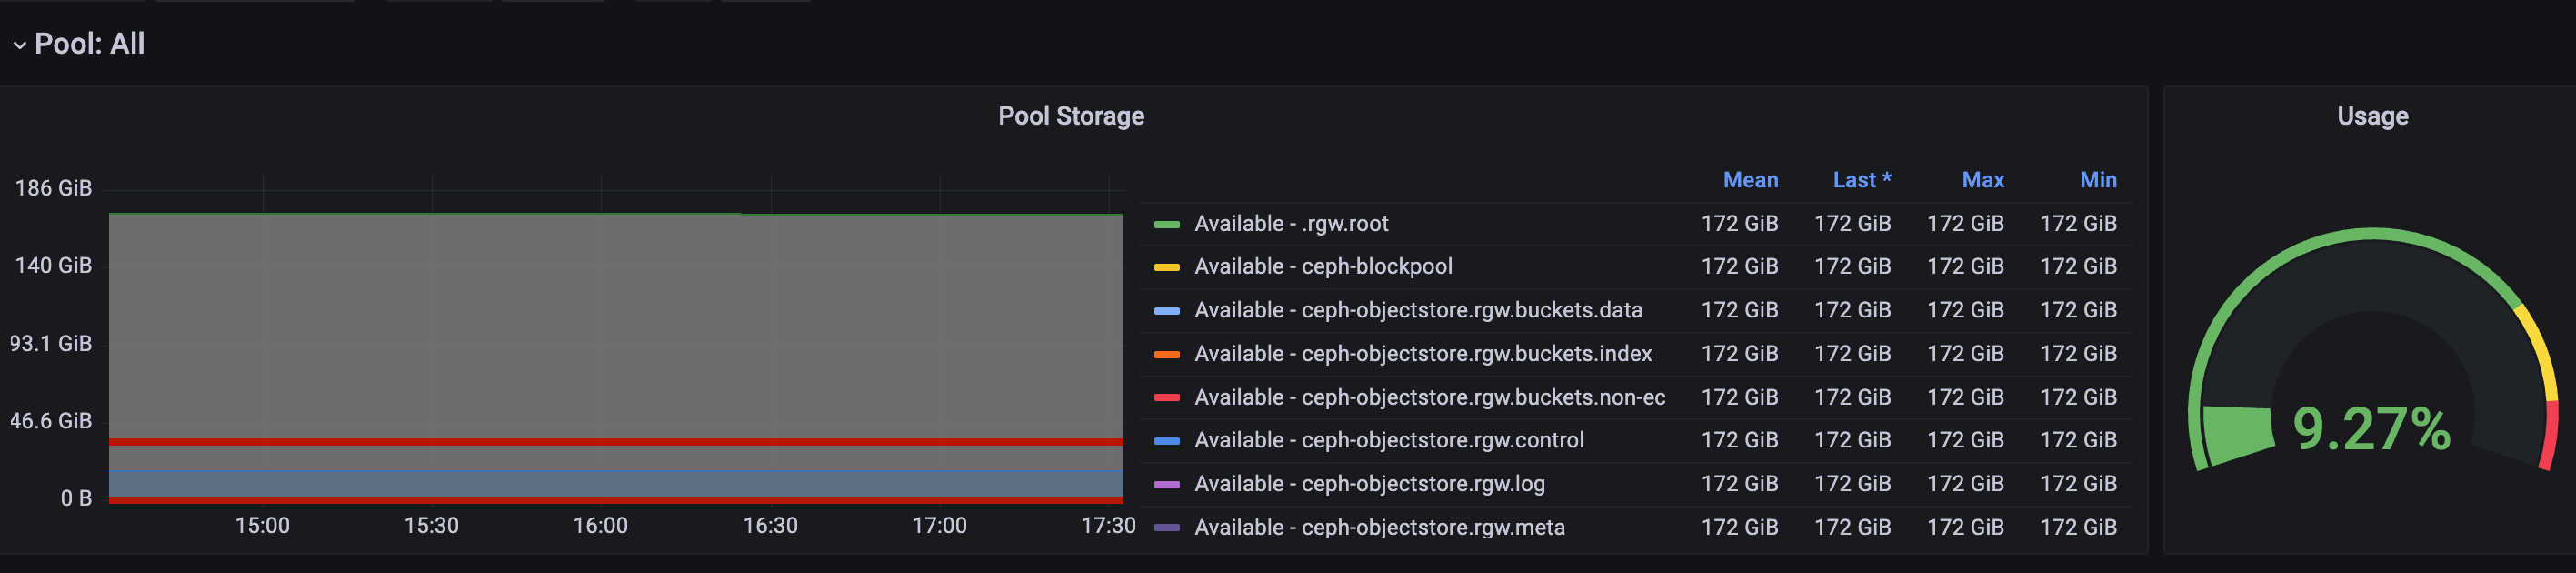 Pool: All
Pool Storage
186 GiB
140 GiB
93.1 GiB
46.6 GiB
0 B
15:00 15:30 16:00 16:30 17:00 17:30
Mean Last * Max Min
Available - .rgw.root 172 GiB 172 GiB 172 GiB 172 GiB
Available - ceph-blockpool 172 GiB 172 GiB 172 GiB 172 GiB
Available - ceph-objectstore.rgw.buckets.data 172 GiB 172 GiB 172 GiB 172 GiB
Available - ceph-objectstore.rgw.buckets.index 172 GiB 172 GiB 172 GiB 172 GiB
Available - ceph-objectstore.rgw.buckets.non-ec 172 GiB 172 GiB 172 GiB 172 GiB
Available - ceph-objectstore.rgw.control 172 GiB 172 GiB 172 GiB 172 GiB
Available - ceph-objectstore.rgw.log 172 GiB 172 GiB 172 GiB 172 GiB
Available - ceph-objectstore.rgw.meta 172 GiB 172 GiB 172 GiB 172 GiB
Usage
9.27%